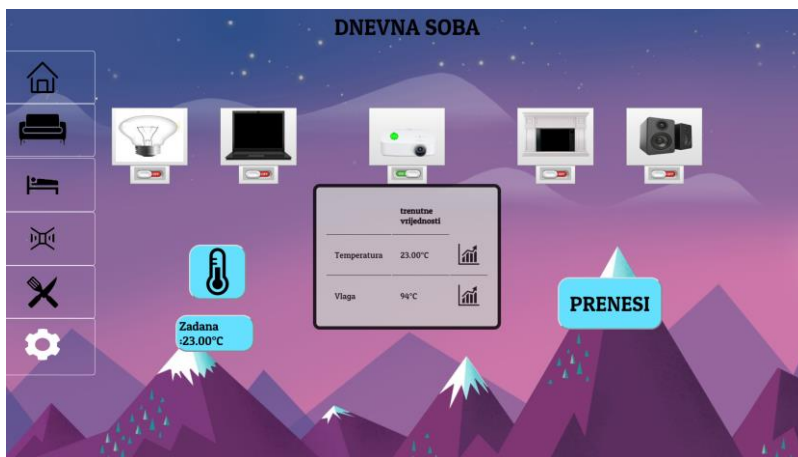 DNEVNA SOBA
trenutne
vrijednosti
Temperatura 23.00°C
Vlaga 94°C
Zadana
:23.00°C
PRENESI